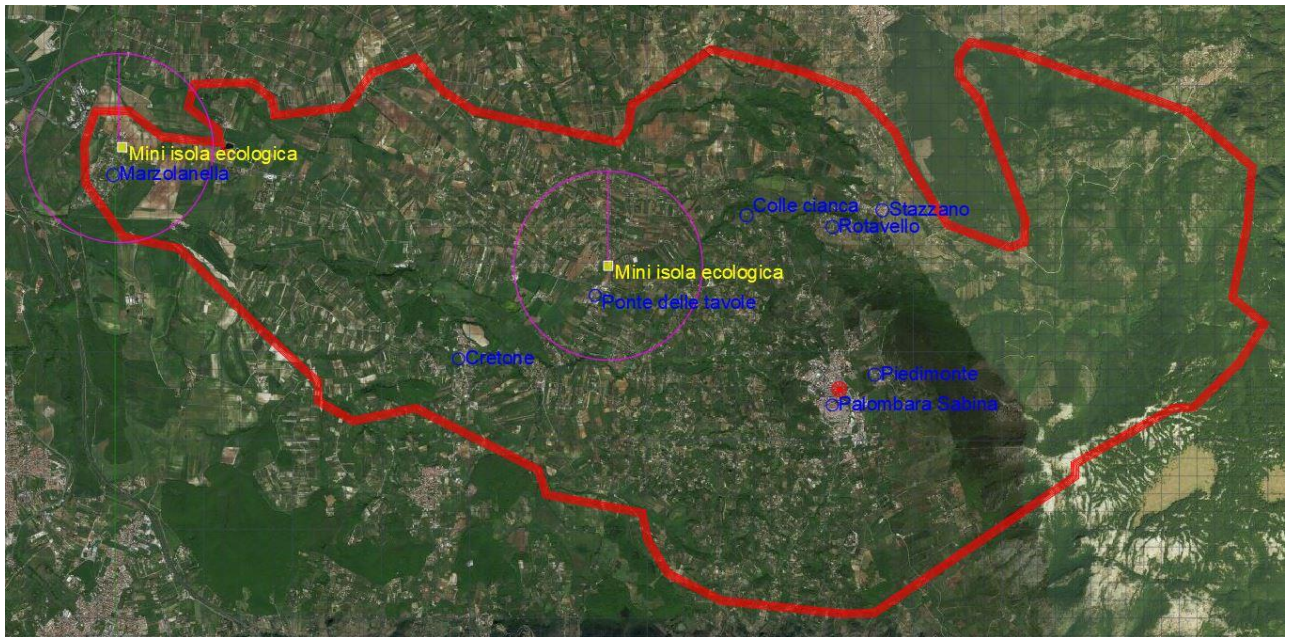 Mini isola ecologica
Marzolanella
Colle cianca
Stazzano
Rotavello
Mini isola ecologica
Ponte delle tavole
Cretone
Piedimonte
Palombara Sabina